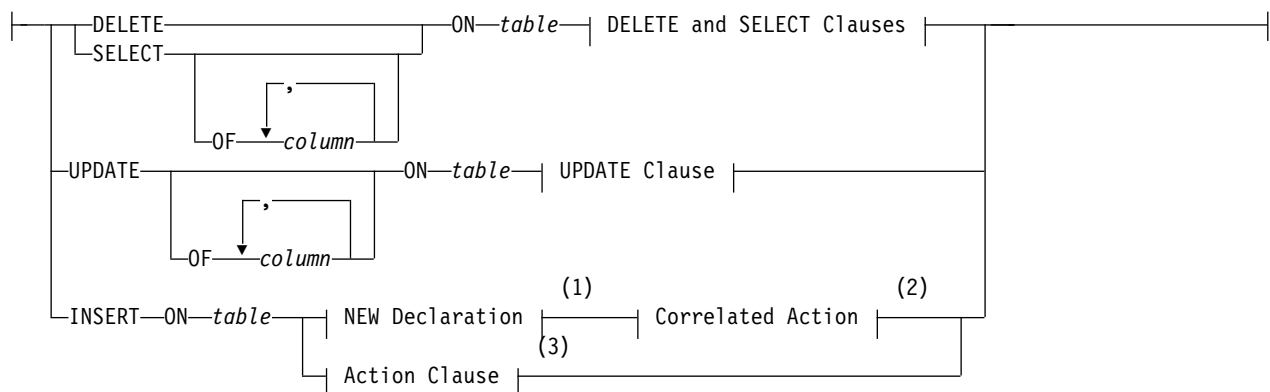 DELETE ON table DELETE and SELECT Clauses
SELECT
,
OF column
UPDATE ON table UPDATE Clause
,
OF column
(1) (2)
INSERT ON table NEW Declaration Correlated Action
(3)
Action Clause